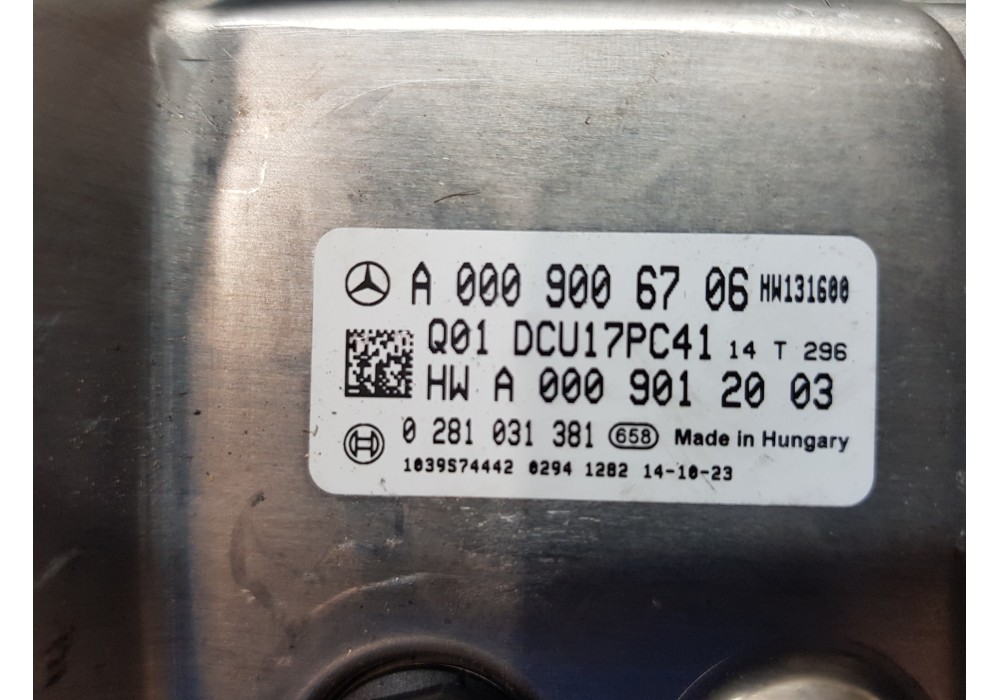 A 000 900 67 06 HW131600
Q01 DCU17PC41 14 T 296
HW A 000 901 20 03
0 281 031 381 658 Made in Hungary
1039S74442 0294 1282 14-10-23